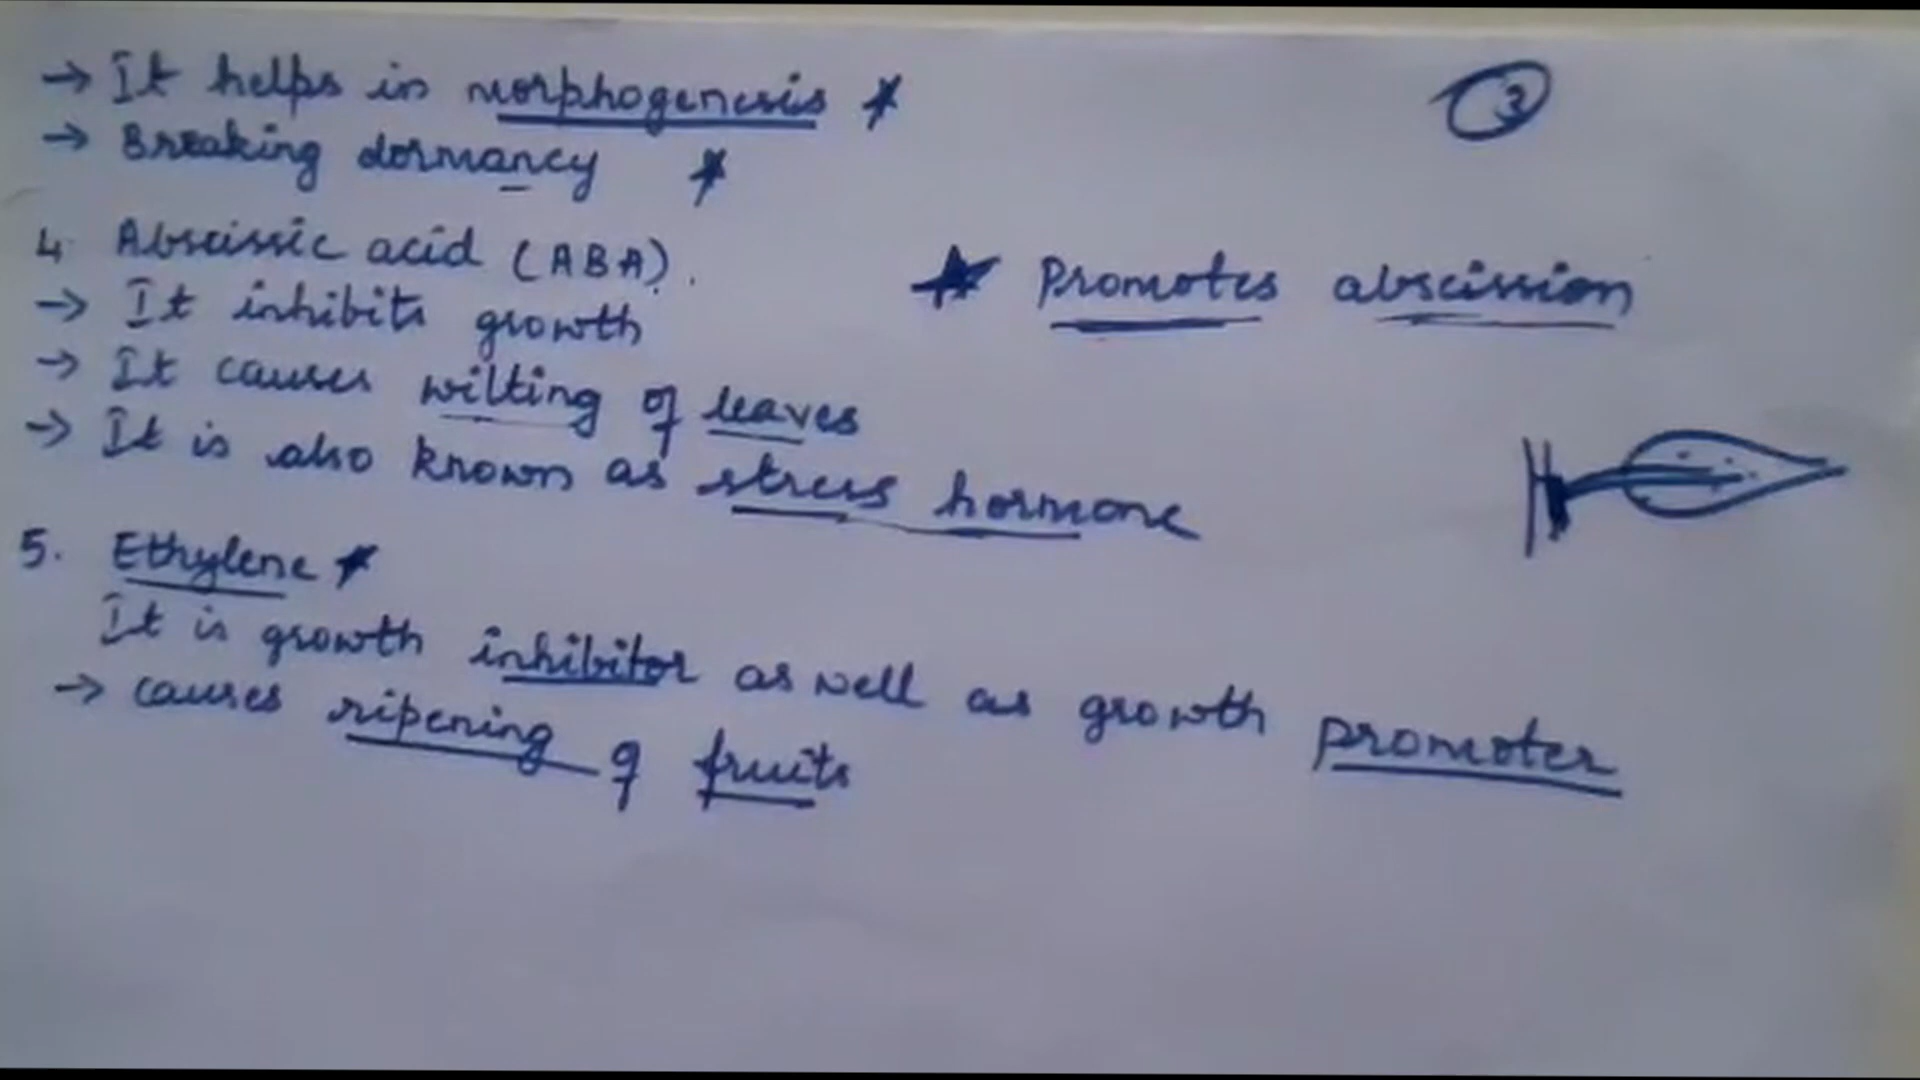 → It helps in morphogenesis ★
3
→ Breaking dormancy ★
4. Abscissic acid (ABA).
★ Promotes abscission
→ It inhibits growth
→ It causes wilting of leaves
→ It is also known as stress hormone
5. Ethylene ★
It is growth inhibitor as well as growth promoter
→ causes ripening of fruits